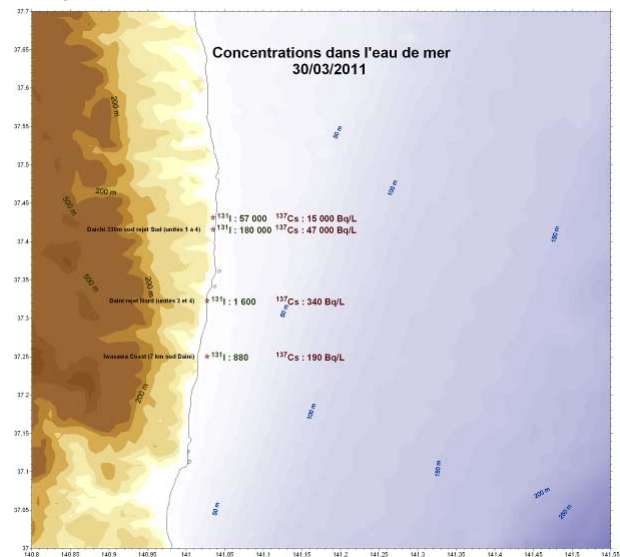 Concentrations dans l'eau de mer
30/03/2011
37.7
37.65
37.6
37.55
37.5
37.45
37.4
37.35
37.3
37.25
37.2
37.15
37.1
37.05
37
200 m
200 m
500 m
500 m
200 m
200 m
50 m
100 m
150 m
50 m
100 m
150 m
50 m
200 m
250 m
131I : 57 000 137Cs : 15 000 Bq/L
Daiichi 330m sud rejet Sud (unités 1 à 4) 131I : 180 000 137Cs : 47 000 Bq/L
Daini rejet Nord (unités 3 et 4) 131I : 1 600 137Cs : 340 Bq/L
Iwasawa Coast (7 km sud Daini) 131I : 880 137Cs : 190 Bq/L
140.8 140.85 140.9 140.95 141 141.05 141.1 141.15 141.2 141.25 141.3 141.35 141.4 141.45 141.5 141.55